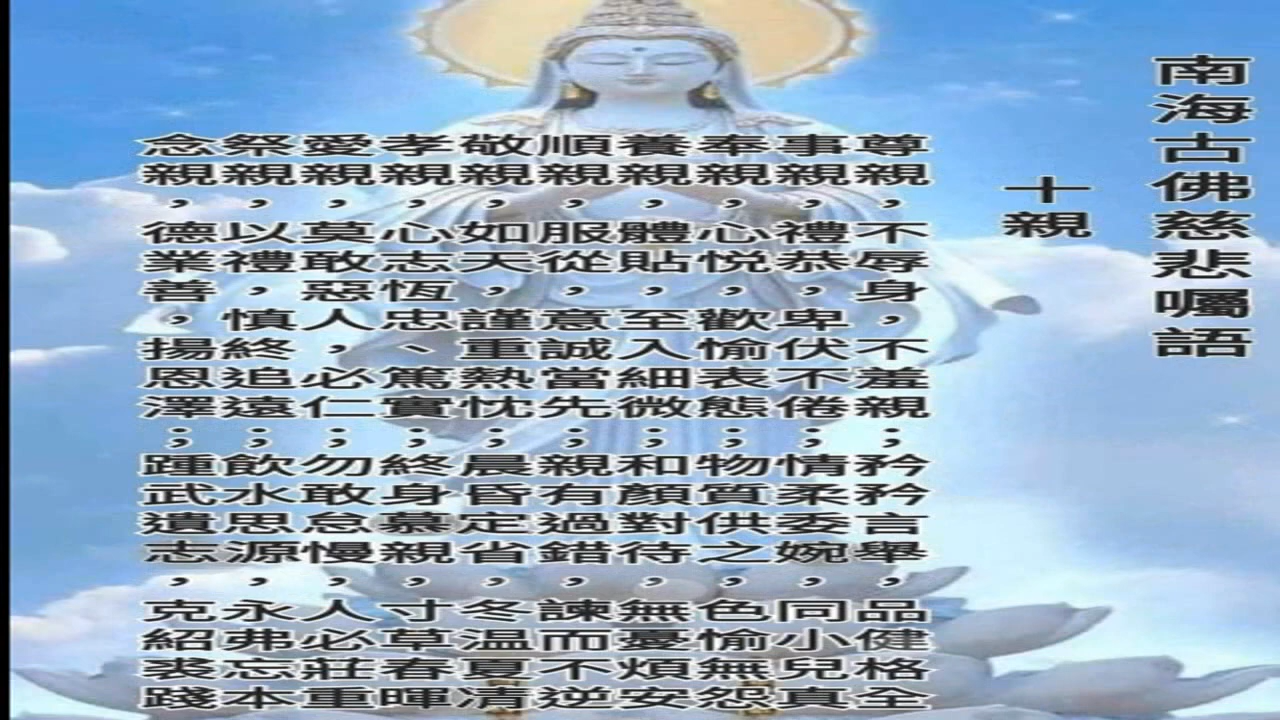 南海古佛慈悲囑語
十親
尊親，不辱身，不羞親；矜矜言舉，品健格全
事親，禮恭，卑伏不倦；情柔委婉，同小兒真
奉親，心悅，歡愉表態；物質供之，色愉無怨
養親，體貼，至入細微；和顏對待，無憂煩安
順親，服從，意誠當先；親有過錯，諫而不逆
敬親，如天，謹重熱忱；晨昏定省，冬温夏清
孝親，心志恆忠、篤實；終身慕親，寸草春暉
愛親，莫敢惡人，必仁；勿敢怠慢，人必莊重
祭親，以禮，慎終追遠；飲水思源，永弗忘本
念親，德業善，揚恩澤；踵武遺志，克紹裘踐